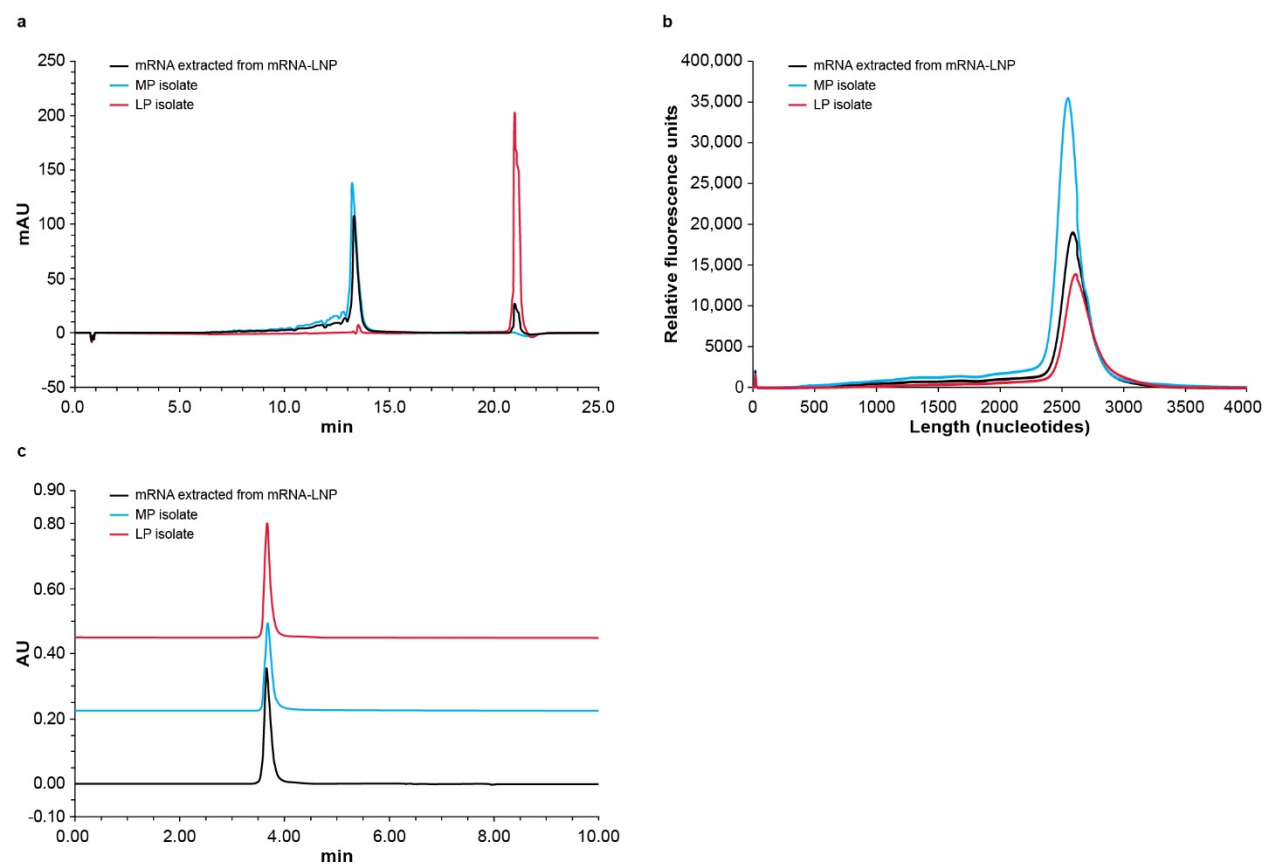 a
250
200
150
100
50
0
-50
mAU
mRNA extracted from mRNA-LNP
MP isolate
LP isolate
0.0 5.0 10.0 15.0 20.0 25.0
min
b
400,000
35,000
30,000
25,000
20,000
15,000
10,000
5000
0
Relative fluorescence units
mRNA extracted from mRNA-LNP
MP isolate
LP isolate
0 500 1000 1500 2000 2500 3000 3500 4000
Length (nucleotides)
c
0.90
0.80
0.60
0.40
0.20
0.00
-0.10
AU
mRNA extracted from mRNA-LNP
MP isolate
LP isolate
0.00 2.00 4.00 6.00 8.00 10.00
min